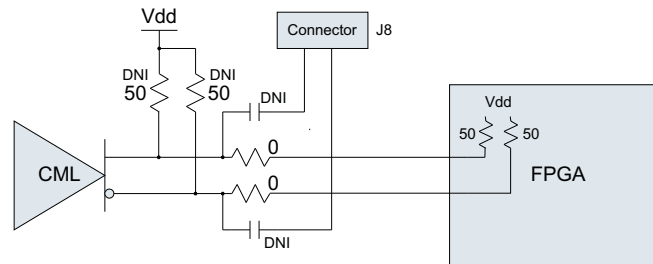 Vdd
Connector J8
DNI DNI
50 50
DNI
Vdd
50 50
0
CML
FPGA
0
DNI